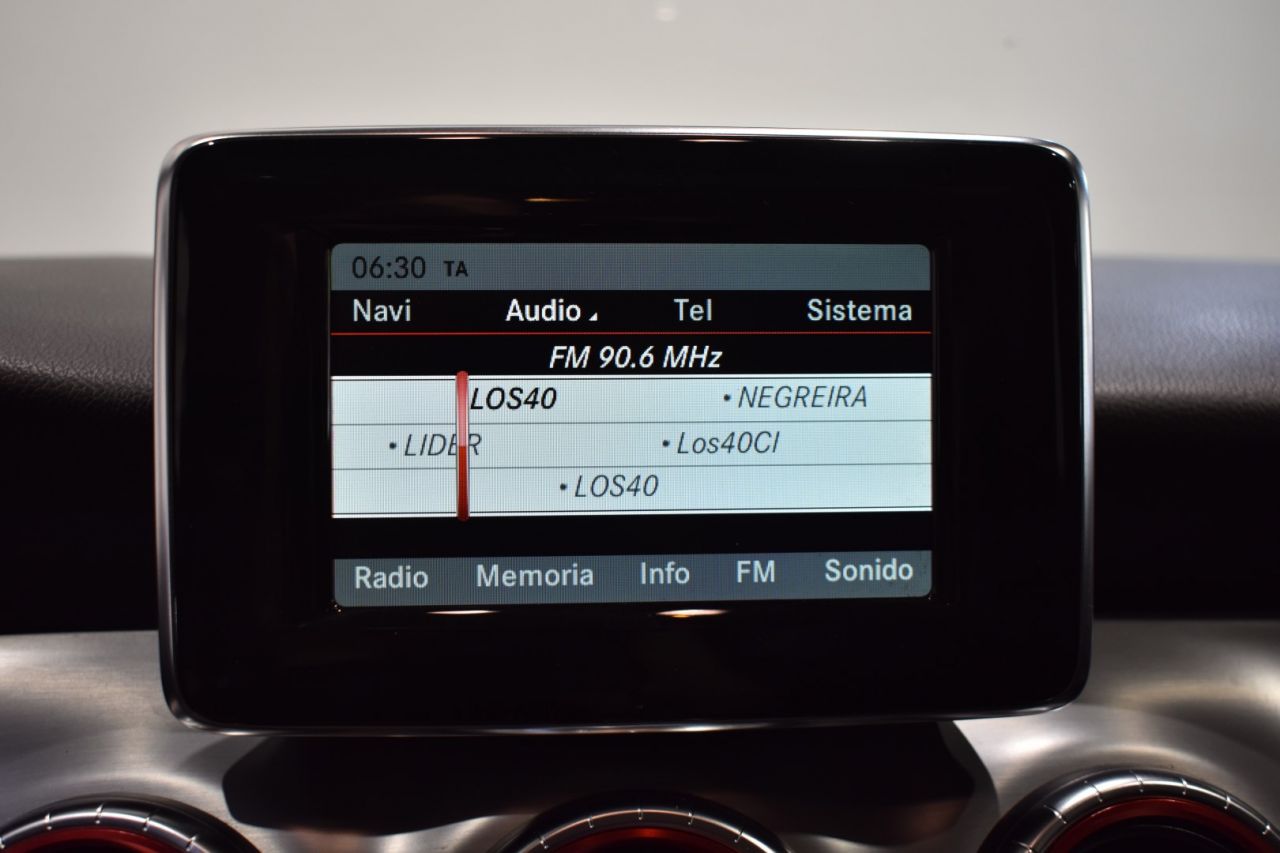 06:30 TA
Navi Audio Tel Sistema
FM 90.6 MHz
LOS40 • NEGREIRA
• LIDER • Los40Cl
• LOS40
Radio Memoria Info FM Sonido